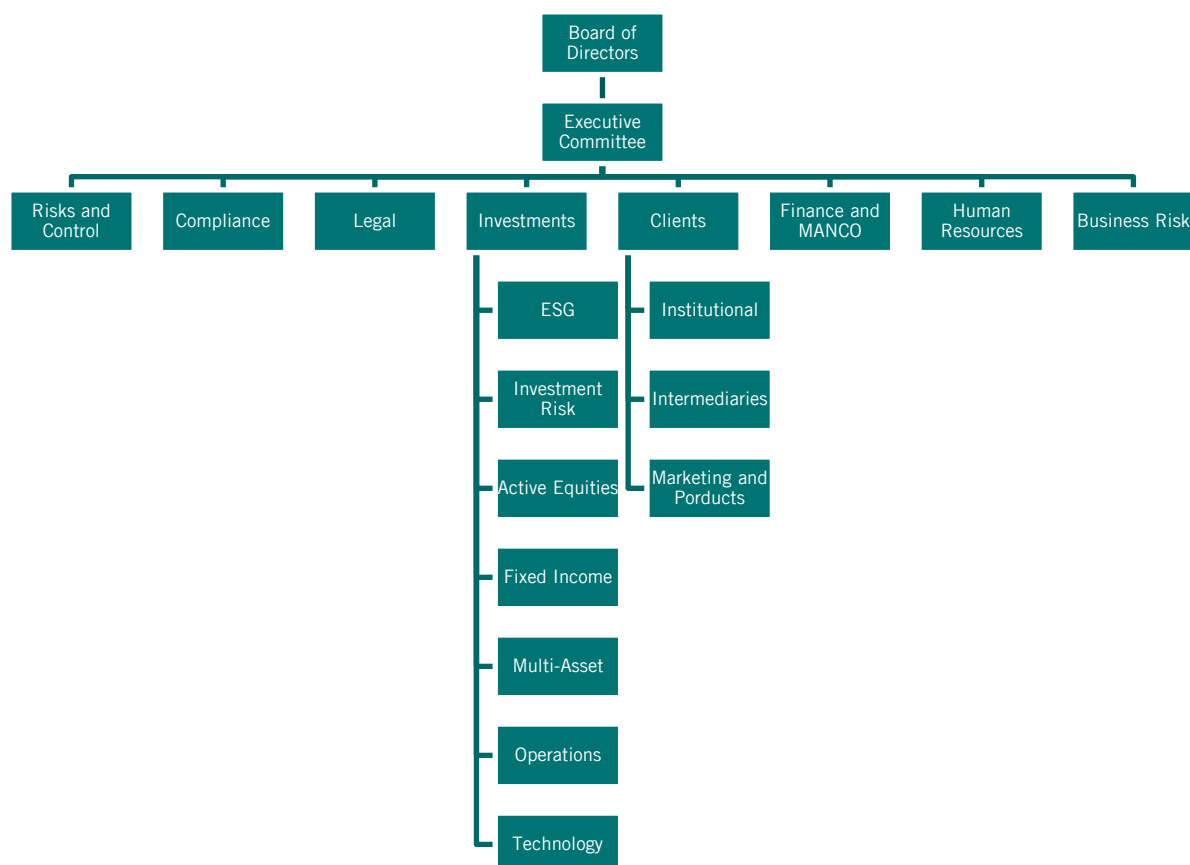 Board of
Directors
Executive
Committee
Risks and
Control
Compliance
Legal
Investments
Clients
Finance and
MANCO
Human
Resources
Business Risk
ESG
Investment
Risk
Active Equities
Fixed Income
Multi-Asset
Operations
Technology
Institutional
Intermediaries
Marketing and
Porducts